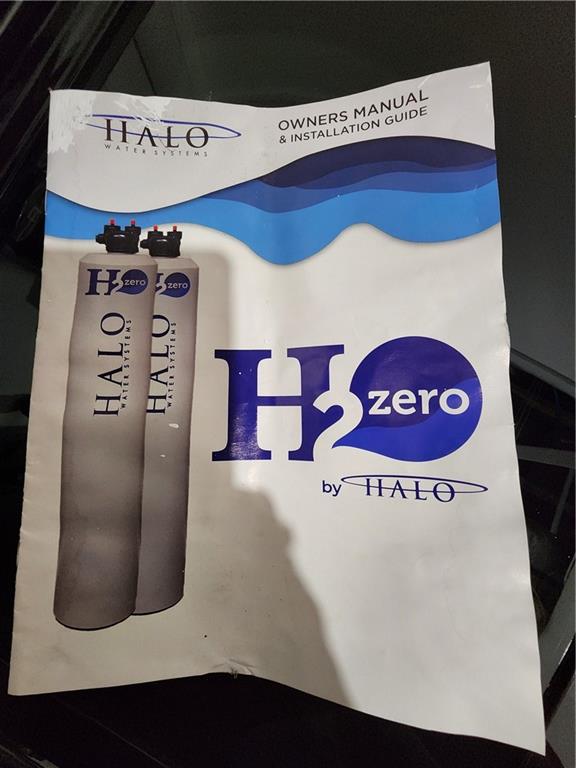 HALO
WATER SYSTEMS
OWNERS MANUAL
& INSTALLATION GUIDE
H2zero
HALO
WATER SYSTEMS
H2zero
HALO
WATER SYSTEMS
H2zero
by HALO